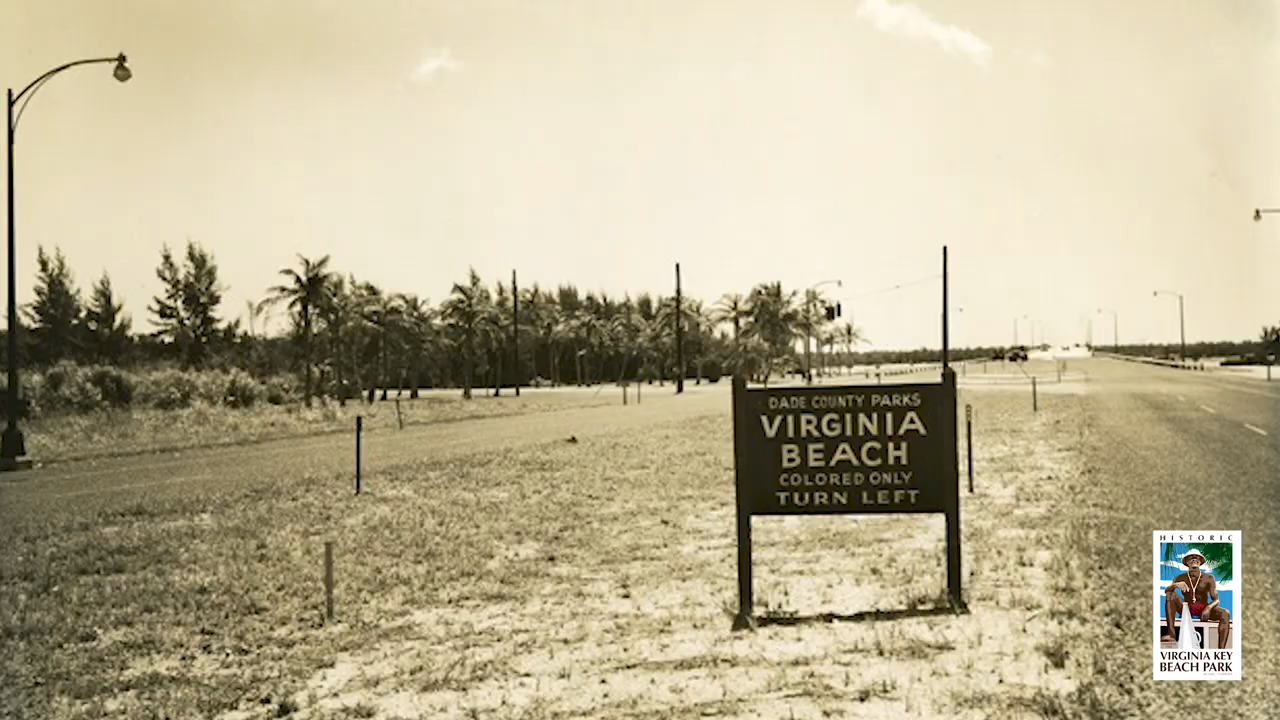 DADE COUNTY PARKS
VIRGINIA
BEACH
COLORED ONLY
TURN LEFT
HISTORIC
VIRGINIA KEY
BEACH PARK